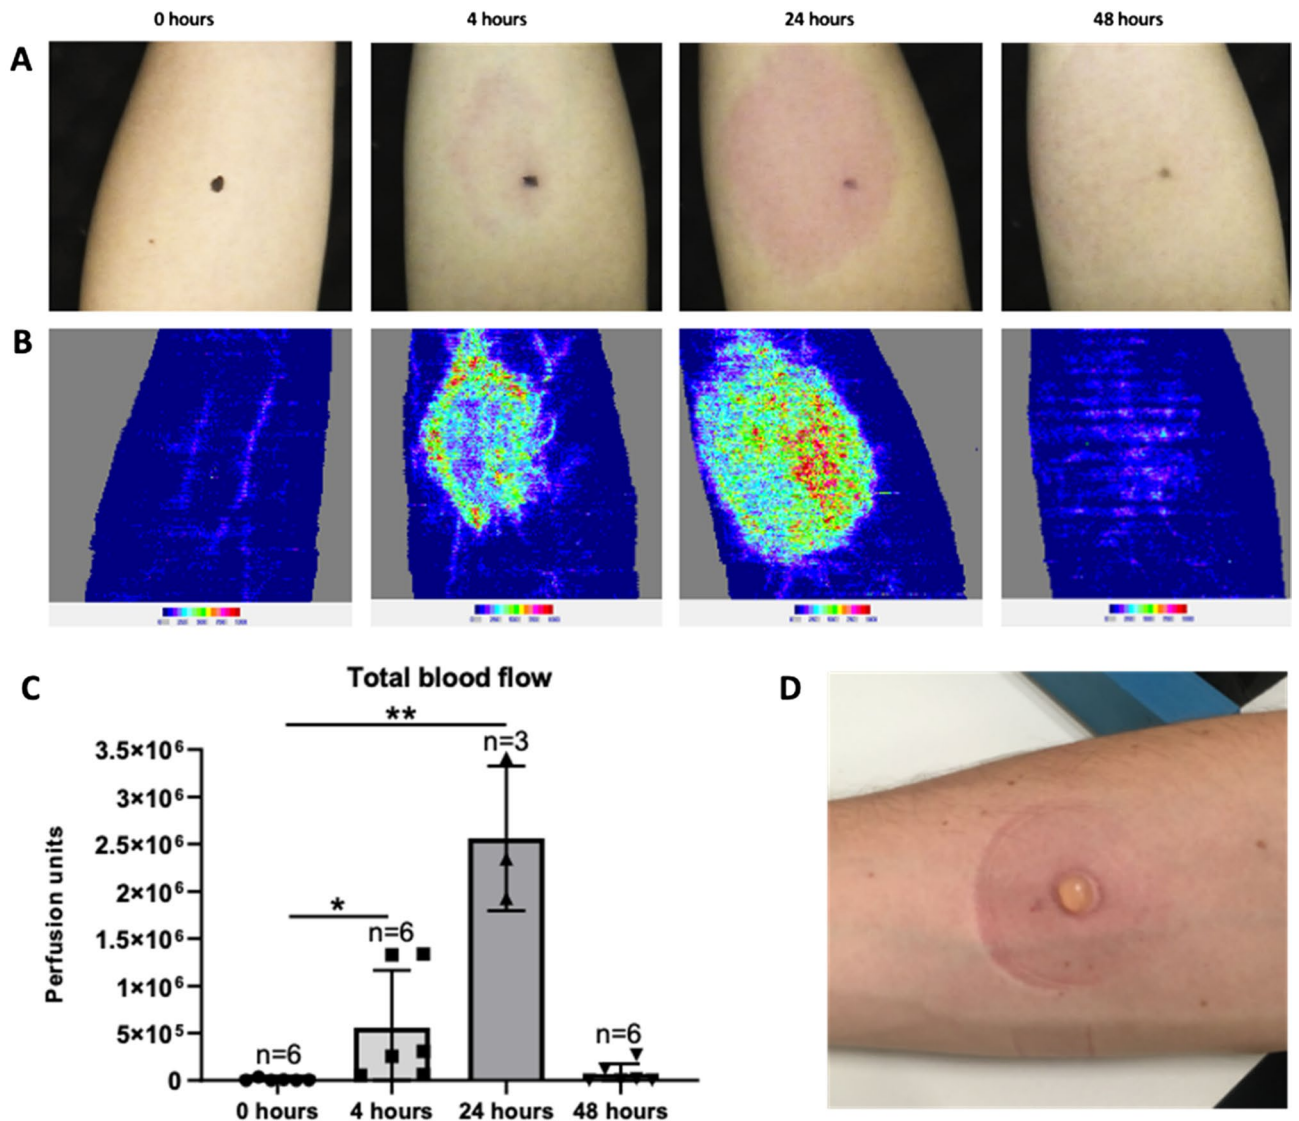 0 hours 4 hours 24 hours 48 hours
A
B
C
Total blood flow
D
**
n=3
3.5×10⁶
3×10⁶
2.5×10⁶
2×10⁶
*
n=6
1.5×10⁶
1×10⁶
n=6
n=6
5×10⁵
0
Perfusion units
0 hours 4 hours 24 hours 48 hours